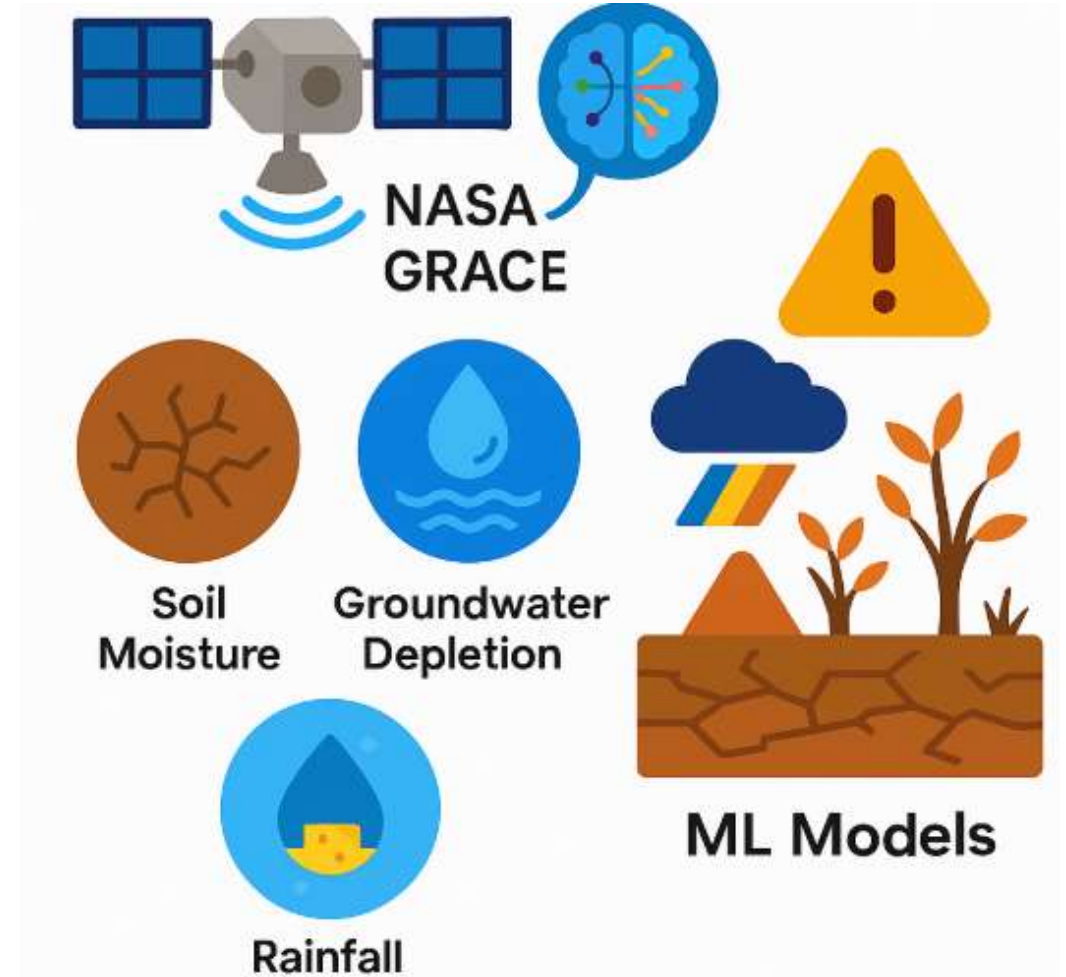 NASA
GRACE
Soil
Moisture
Groundwater
Depletion
Rainfall
ML Models